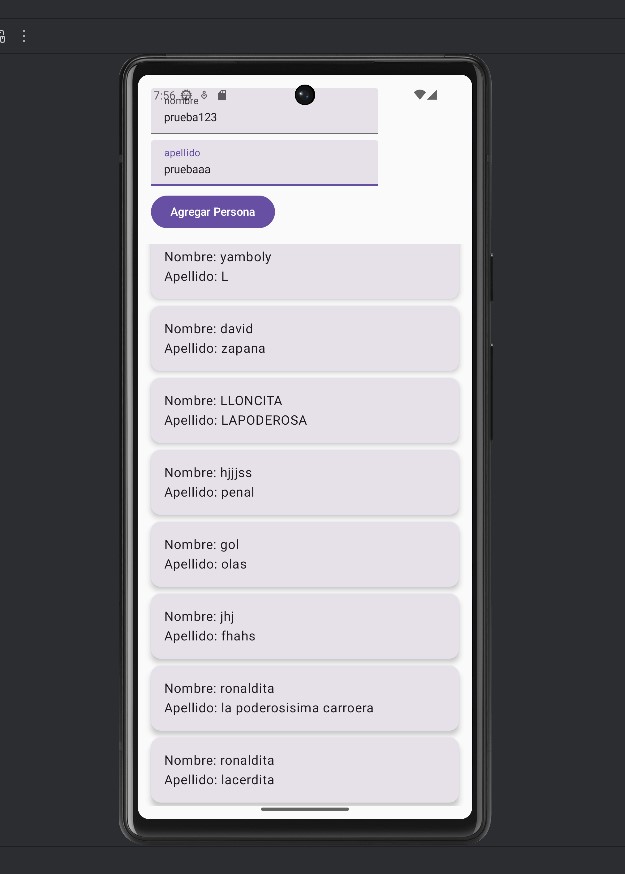 7:56
nombre
prueba123
apellido
pruebaaa
Agregar Persona
Nombre: yamboly
Apellido: L
Nombre: david
Apellido: zapana
Nombre: LLONCITA
Apellido: LAPODEROSA
Nombre: hjjjss
Apellido: penal
Nombre: gol
Apellido: olas
Nombre: jhj
Apellido: fhahs
Nombre: ronaldita
Apellido: la poderosisima carroera
Nombre: ronaldita
Apellido: lacerdita